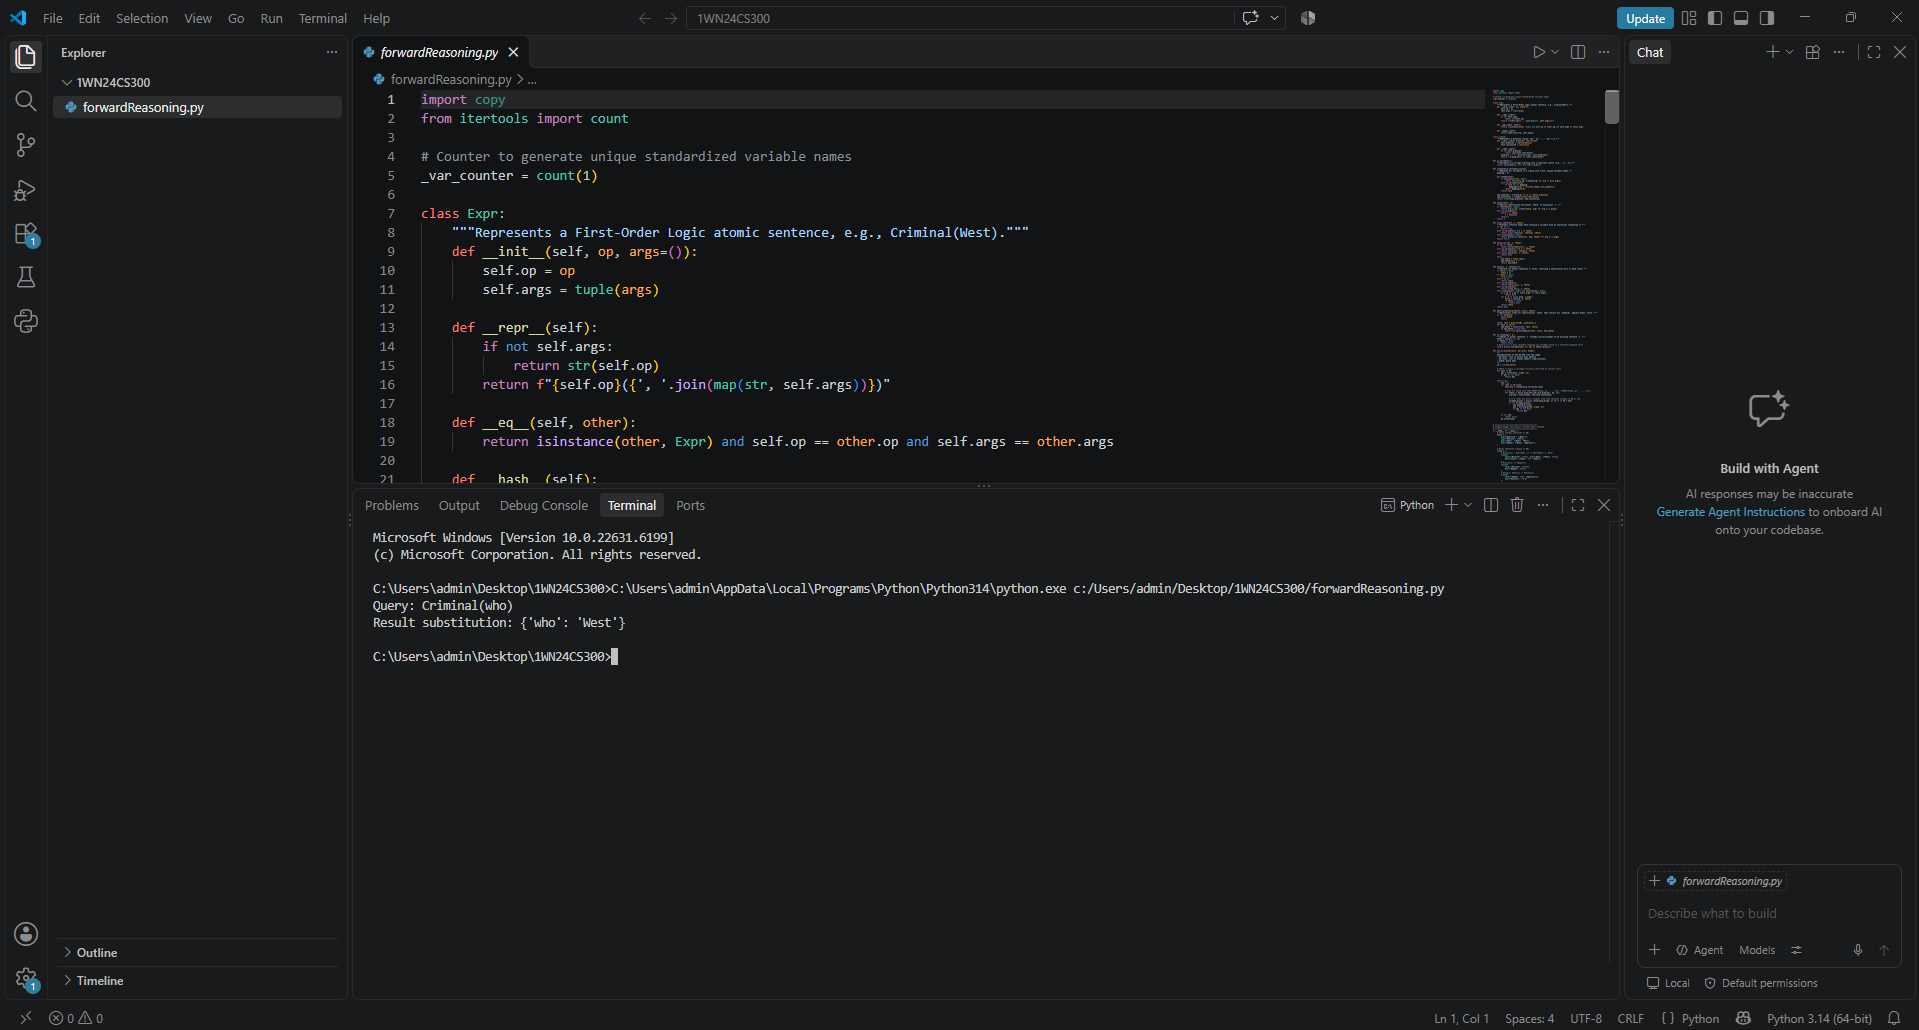 File Edit Selection View Go Run Terminal Help
1WN24CS300
Update
Explorer
1WN24CS300
forwardReasoning.py
1
Outline
Timeline
1
forwardReasoning.py
forwardReasoning.py > ...
1 import copy
2 from itertools import count
3
4 # Counter to generate unique standardized variable names
5 _var_counter = count(1)
6
7 class Expr:
8 """Represents a First-Order Logic atomic sentence, e.g., Criminal(West)."""
9 def __init__(self, op, args=()):
10 self.op = op
11 self.args = tuple(args)
12
13 def __repr__(self):
14 if not self.args:
15 return str(self.op)
16 return f"{self.op}({', '.join(map(str, self.args))})"
17
18 def __eq__(self, other):
19 return isinstance(other, Expr) and self.op == other.op and self.args == other.args
20
21 def __hash__(self):
Problems Output Debug Console Terminal Ports
Python
Microsoft Windows [Version 10.0.22631.6199]
(c) Microsoft Corporation. All rights reserved.
C:\Users\admin\Desktop\1WN24CS300>C:\Users\admin\AppData\Local\Programs\Python\Python314\python.exe c:/Users/admin/Desktop/1WN24CS300/forwardReasoning.py
Query: Criminal(who)
Result substitution: {'who': 'West'}
C:\Users\admin\Desktop\1WN24CS300>
Chat
Build with Agent
AI responses may be inaccurate
Generate Agent Instructions to onboard AI
onto your codebase.
forwardReasoning.py
Describe what to build
Agent Models
Local Default permissions
0 0
Ln 1, Col 1 Spaces: 4 UTF-8 CRLF {} Python Python 3.14 (64-bit)